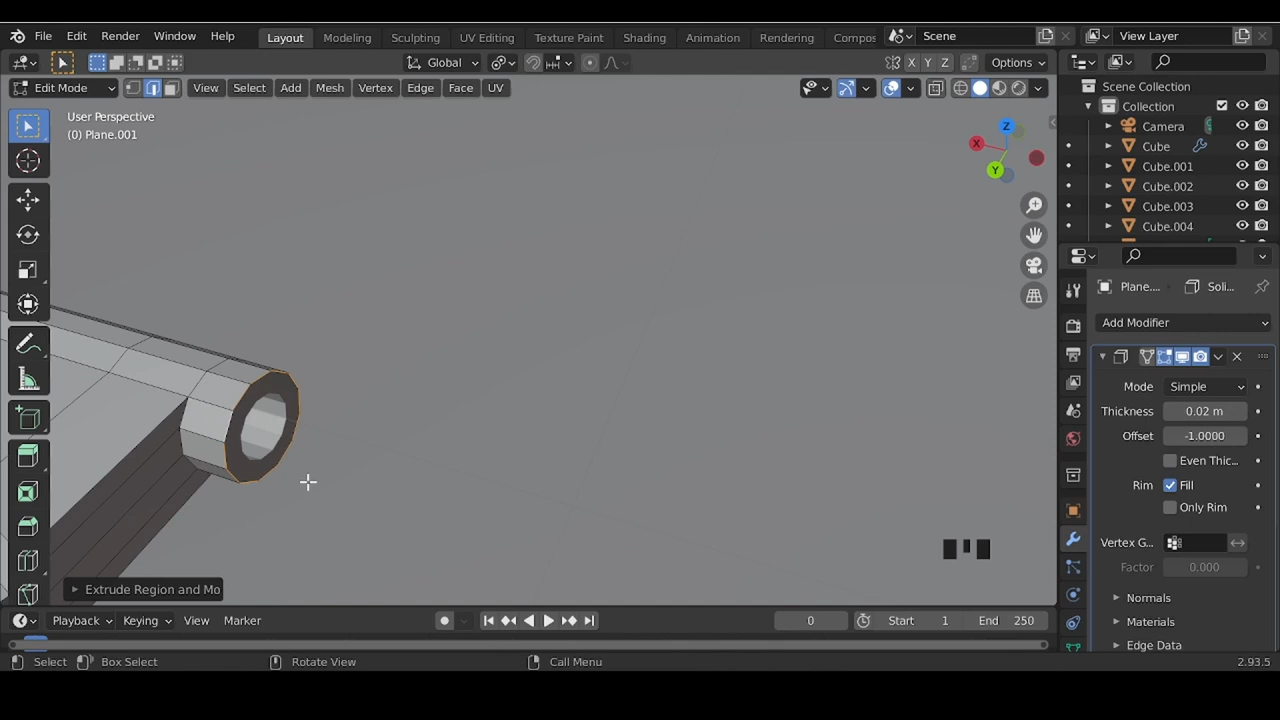 File Edit Render Window Help Layout Modeling Sculpting UV Editing Texture Paint Shading Animation Rendering Compos Scene View Layer
Global X Y Z Options
Edit Mode View Select Add Mesh Vertex Edge Face UV
Scene Collection
Collection
Camera
Cube
Cube.001
Cube.002
Cube.003
Cube.004
User Perspective
(0) Plane.001
Z
X
Y
Plane.... Soli...
Add Modifier
Mode Simple
Thickness 0.02 m
Offset -1.0000
Even Thic...
Rim Fill
Only Rim
Vertex G...
Factor 0.000
Normals
Materials
Edge Data
Extrude Region and Mo
Playback Keying View Marker 0 Start 1 End 250
Select Box Select Rotate View Call Menu 2.93.5